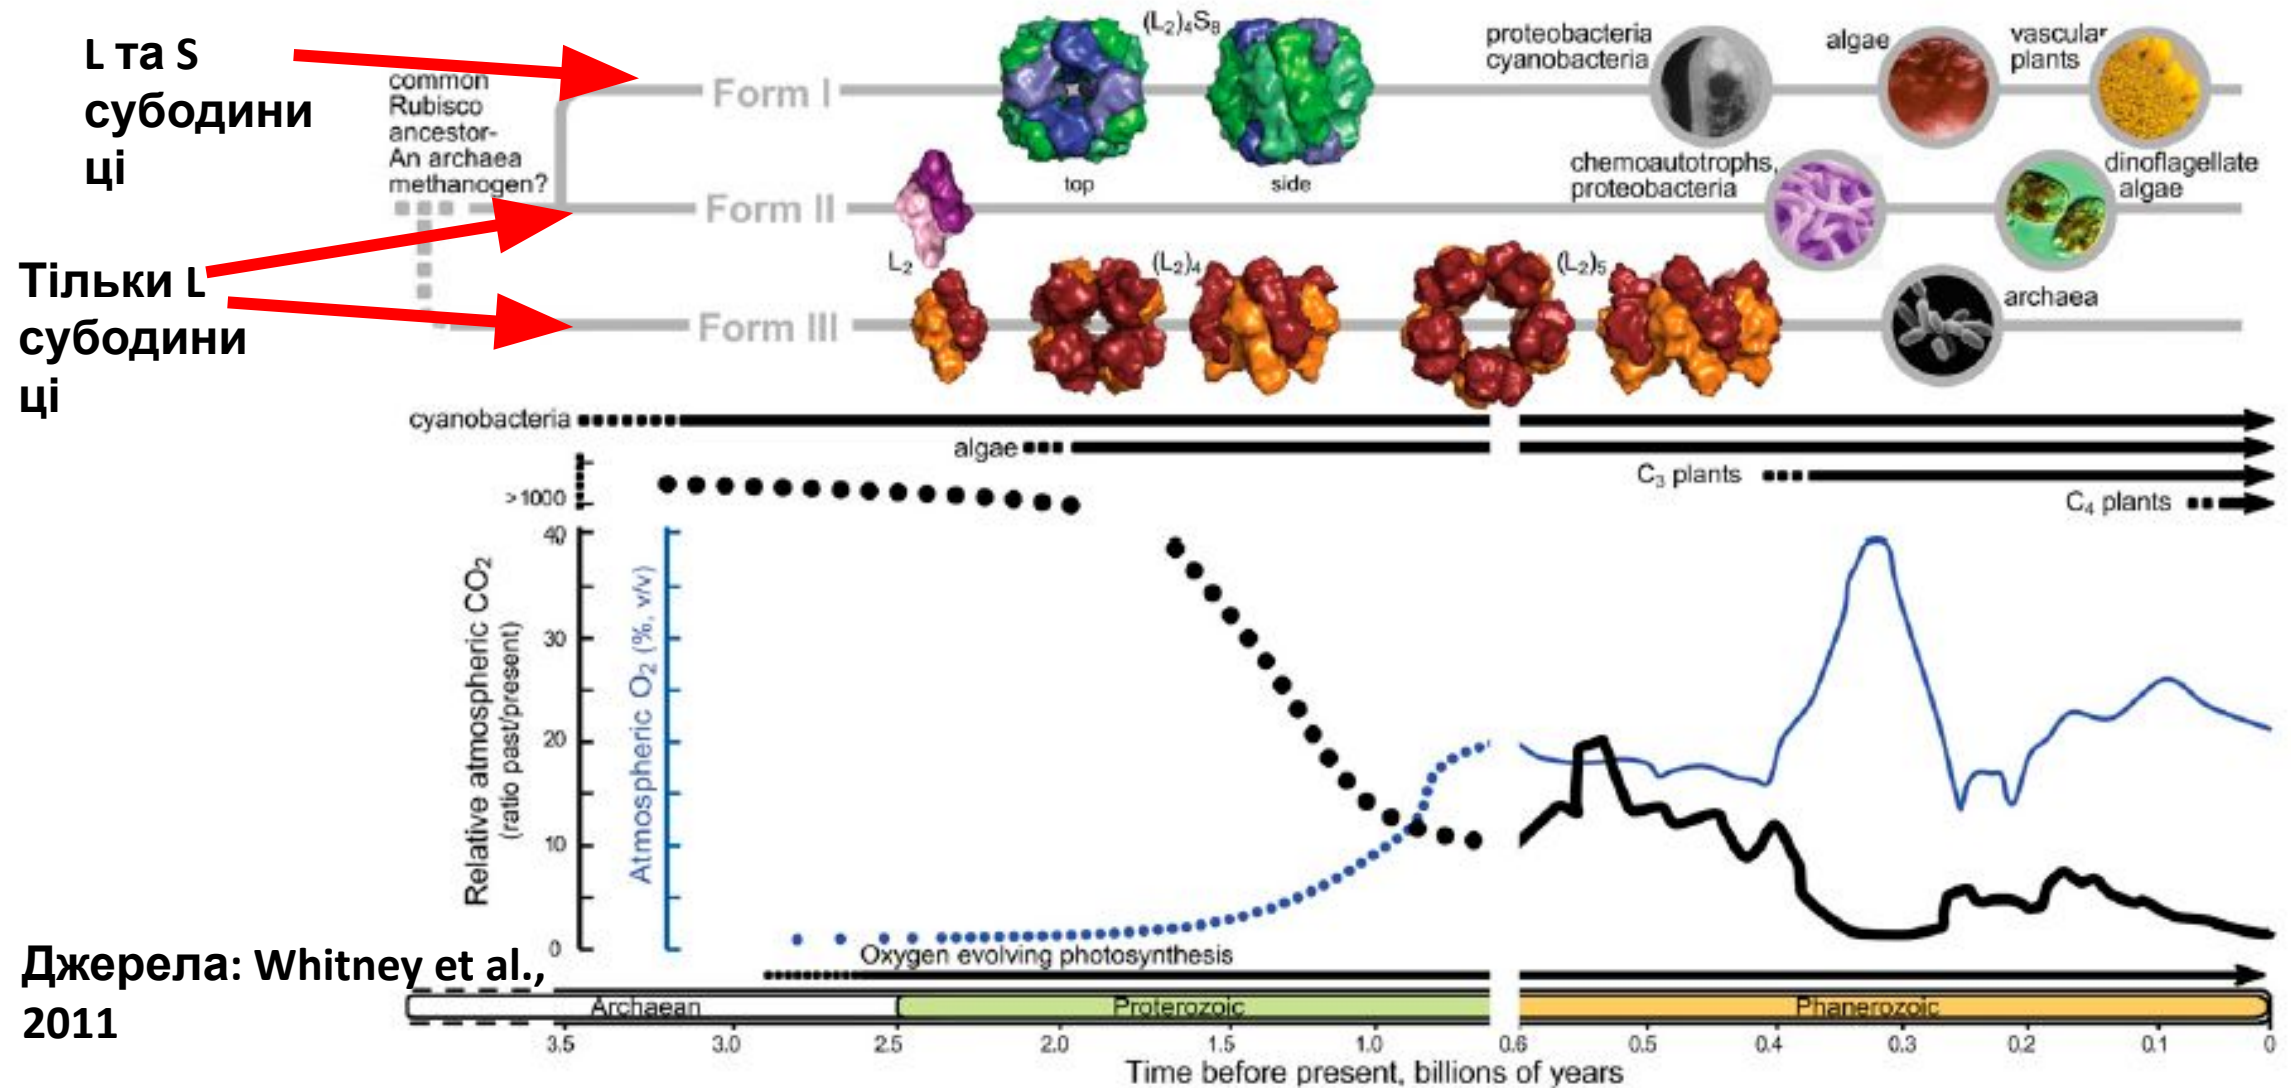 L та S
субодини
ці
common
Rubisco
ancestor-
An archaea
methanogen?
Form I
(L₂)₄S₈
top
side
proteobacteria
cyanobacteria
algae
vascular
plants
Form II
L₂
chemoautotrophs,
proteobacteria
dinoflagellate
algae
Тільки L
субодини
ці
Form III
(L₂)₄
(L₂)₅
archaea
cyanobacteria
algae
C₃ plants
C₄ plants
>1000
40
30
20
10
0
Relative atmospheric CO₂
(ratio past/present)
Atmospheric O₂ (%, v/v)
Oxygen evolving photosynthesis
Джерела: Whitney et al.,
2011
Archaean
Proterozoic
Phanerozoic
3.5 3.0 2.5 2.0 1.5 1.0 0.6 0.5 0.4 0.3 0.2 0.1 0
Time before present, billions of years